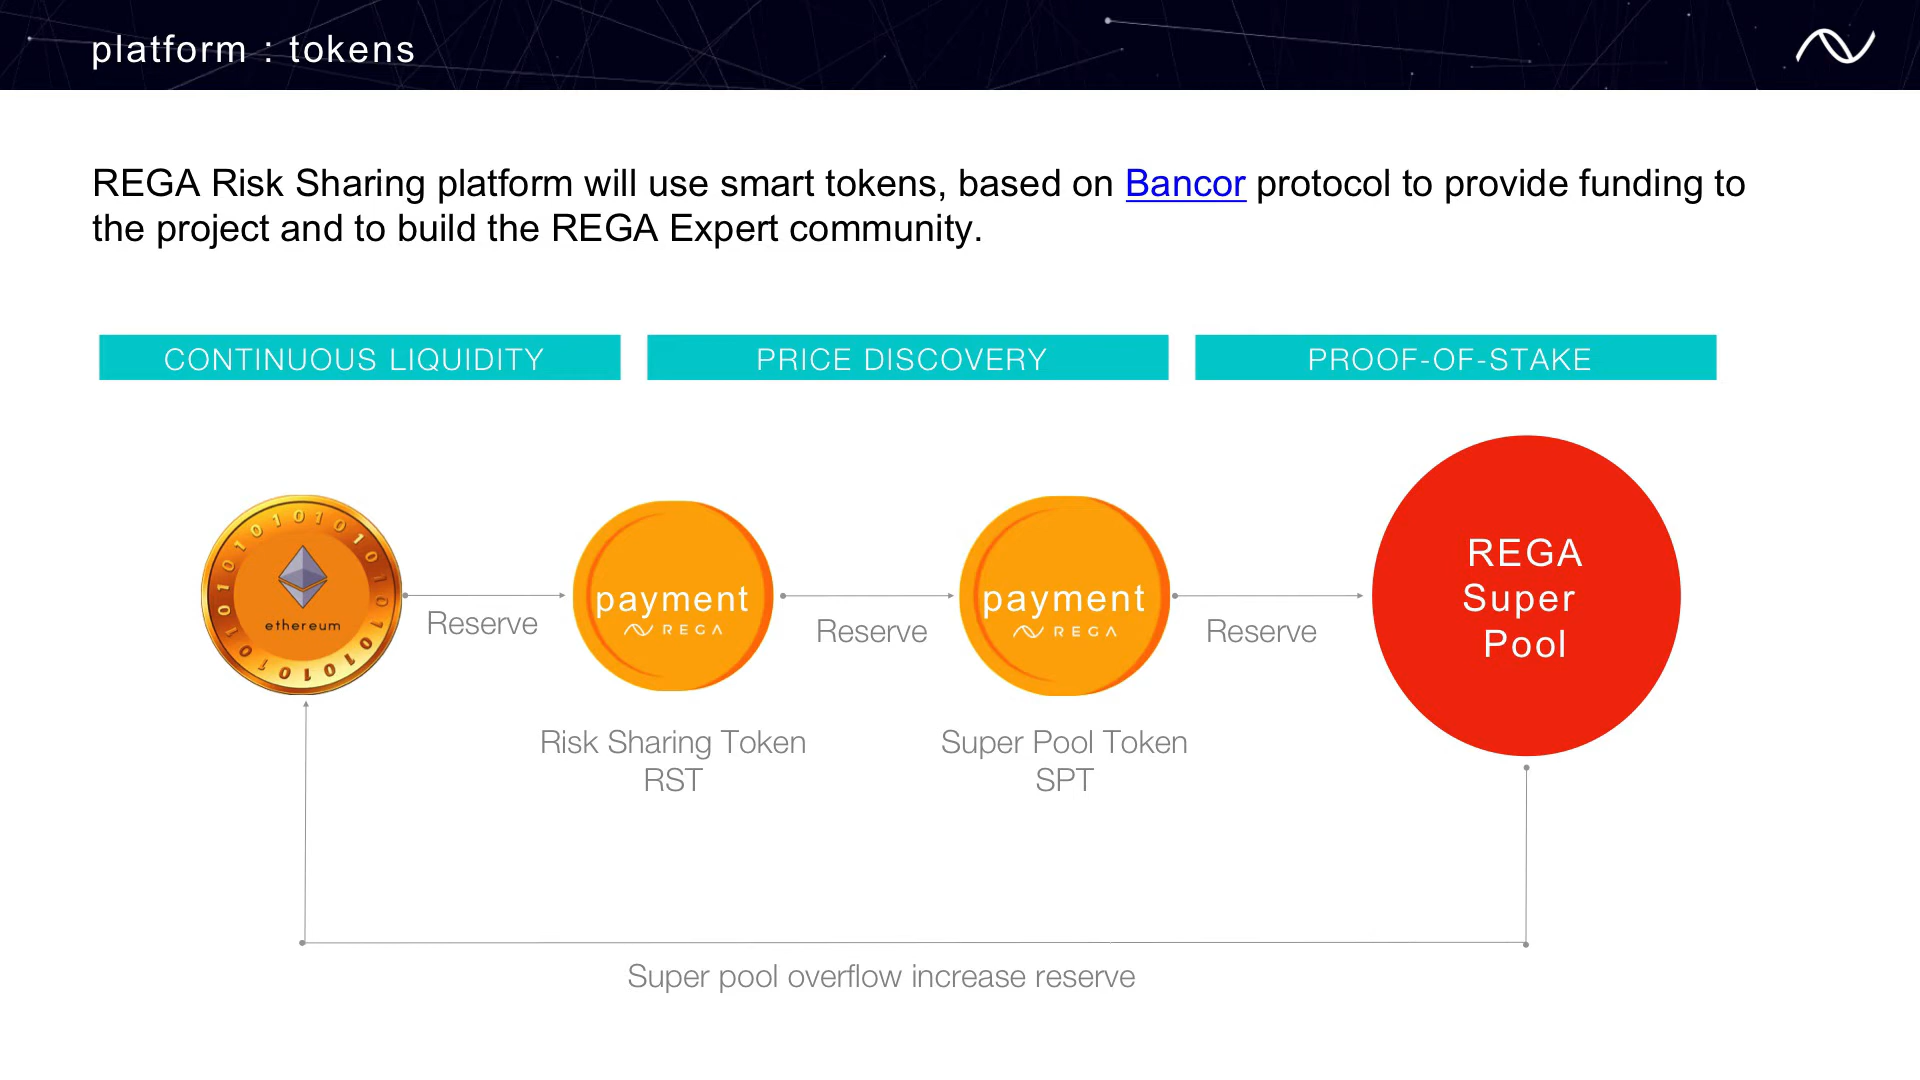 platform : tokens
REGA Risk Sharing platform will use smart tokens, based on Bancor protocol to provide funding to
the project and to build the REGA Expert community.
CONTINUOUS LIQUIDITY
PRICE DISCOVERY
PROOF-OF-STAKE
ethereum
Reserve
payment
REGA
Reserve
payment
REGA
Reserve
REGA
Super
Pool
Risk Sharing Token
RST
Super Pool Token
SPT
Super pool overflow increase reserve